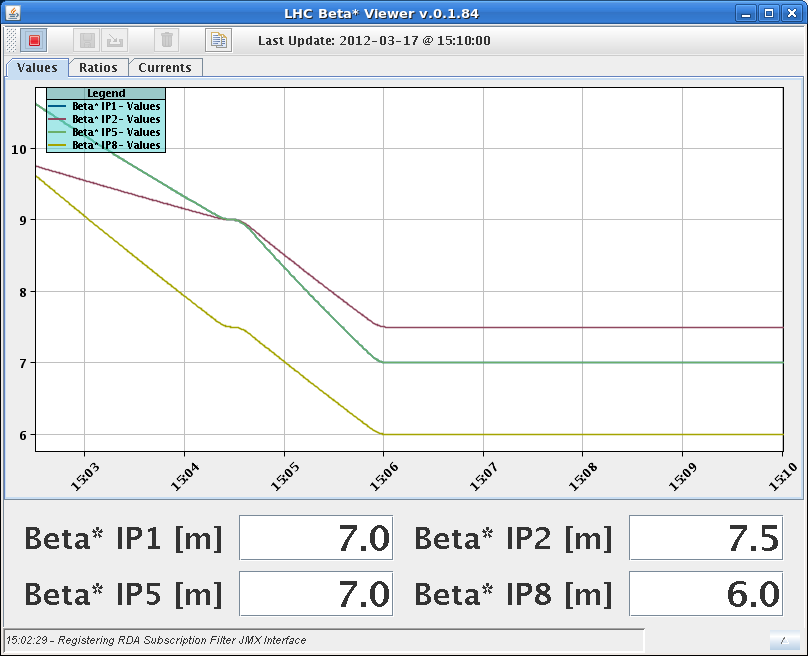 LHC Beta* Viewer v.0.1.84
Last Update: 2012-03-17 @ 15:10:00
Values Ratios Currents
Legend
Beta* IP1 - Values
Beta* IP2 - Values
Beta* IP5 - Values
Beta* IP8 - Values
10
9
8
7
6
15:03 15:04 15:05 15:06 15:07 15:08 15:09 15:10
Beta* IP1 [m] 7.0 Beta* IP2 [m] 7.5
Beta* IP5 [m] 7.0 Beta* IP8 [m] 6.0
15:02:29 - Registering RDA Subscription Filter JMX Interface